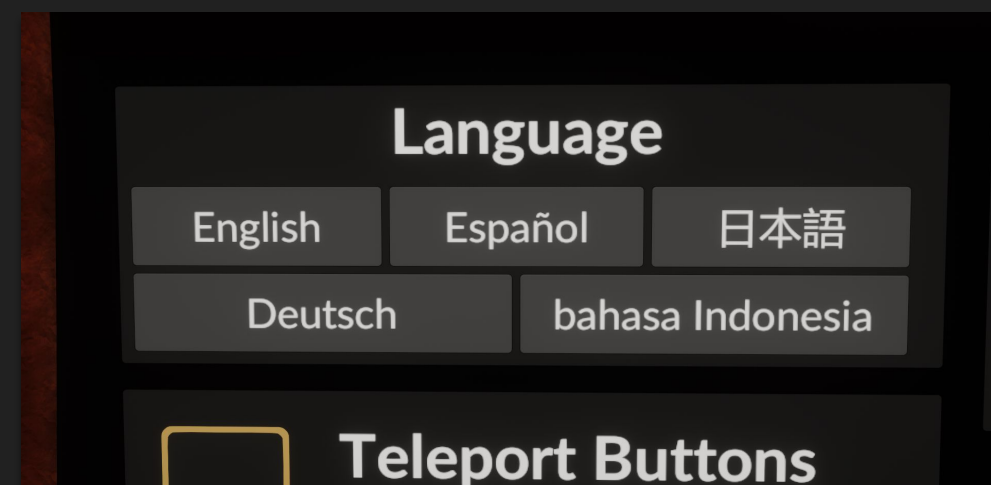 Language
English Español 日本語
Deutsch bahasa Indonesia
Teleport Buttons